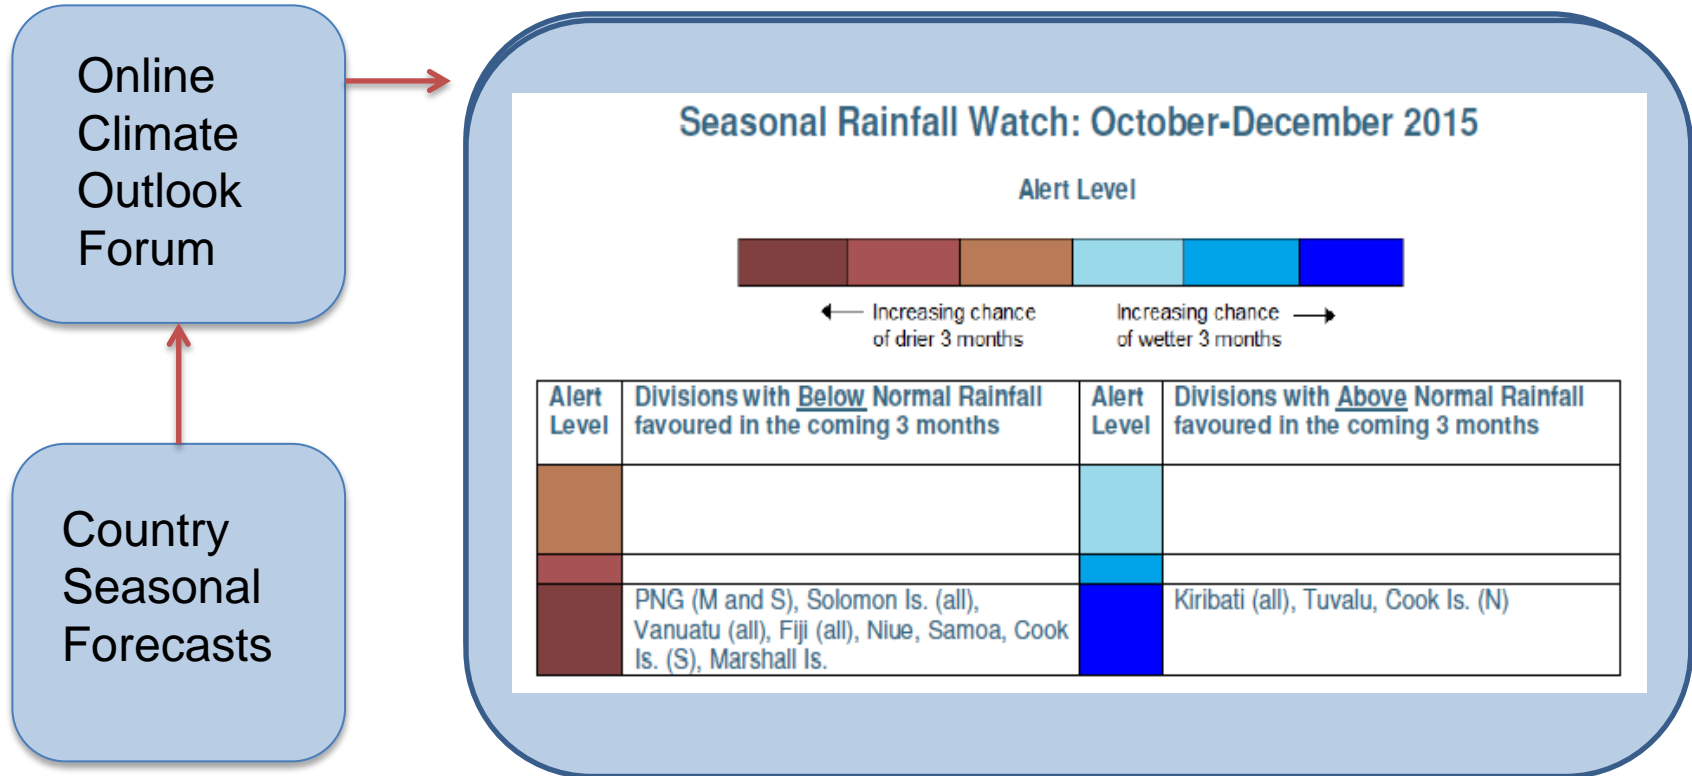 Online
Climate
Outlook
Forum
Country
Seasonal
Forecasts
Seasonal Rainfall Watch: October-December 2015
Alert Level
Increasing chance
of drier 3 months
Increasing chance
of wetter 3 months
Alert
Level
Divisions with Below Normal Rainfall
favoured in the coming 3 months
Alert
Level
Divisions with Above Normal Rainfall
favoured in the coming 3 months
PNG (M and S), Solomon Is. (all),
Vanuatu (all), Fiji (all), Niue, Samoa, Cook
Is. (S), Marshall Is.
Kiribati (all), Tuvalu, Cook Is. (N)